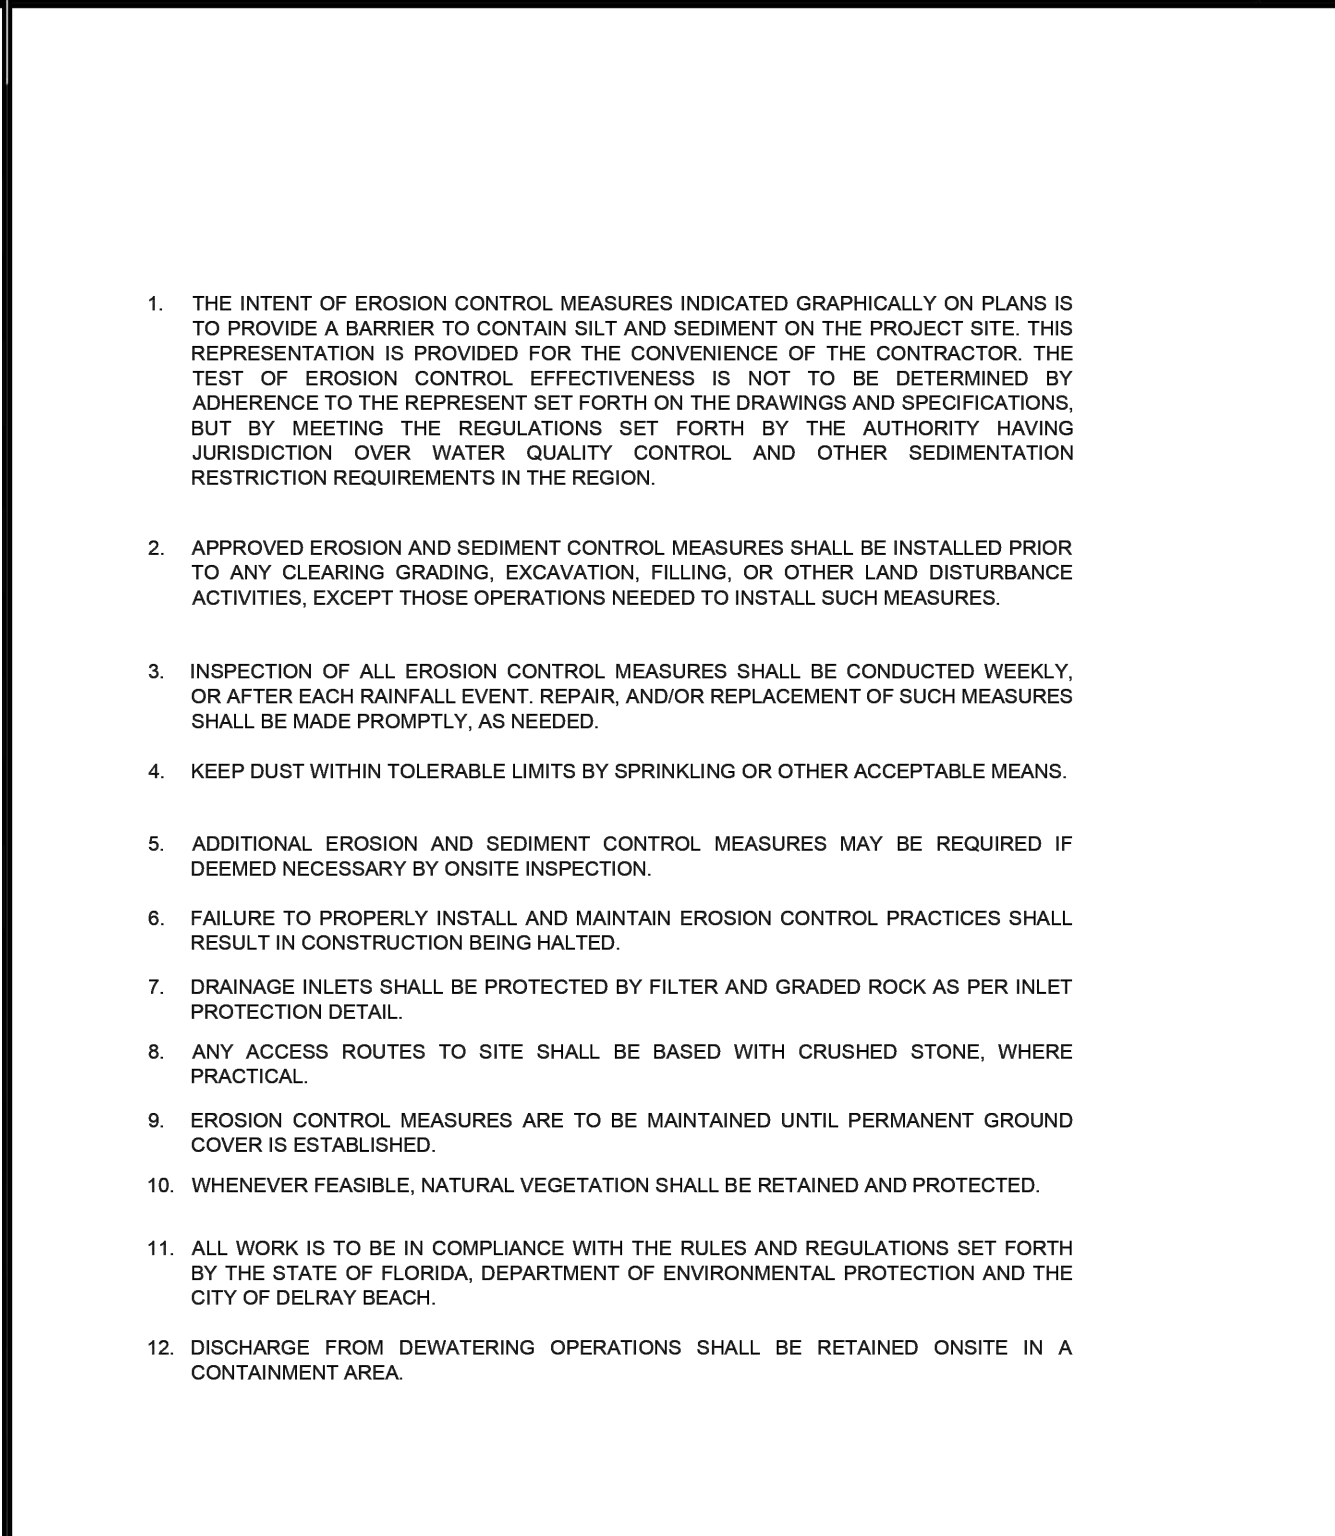 1. THE INTENT OF EROSION CONTROL MEASURES INDICATED GRAPHICALLY ON PLANS IS
TO PROVIDE A BARRIER TO CONTAIN SILT AND SEDIMENT ON THE PROJECT SITE. THIS
REPRESENTATION IS PROVIDED FOR THE CONVENIENCE OF THE CONTRACTOR. THE
TEST OF EROSION CONTROL EFFECTIVENESS IS NOT TO BE DETERMINED BY
ADHERENCE TO THE REPRESENT SET FORTH ON THE DRAWINGS AND SPECIFICATIONS,
BUT BY MEETING THE REGULATIONS SET FORTH BY THE AUTHORITY HAVING
JURISDICTION OVER WATER QUALITY CONTROL AND OTHER SEDIMENTATION
RESTRICTION REQUIREMENTS IN THE REGION.
2. APPROVED EROSION AND SEDIMENT CONTROL MEASURES SHALL BE INSTALLED PRIOR
TO ANY CLEARING GRADING, EXCAVATION, FILLING, OR OTHER LAND DISTURBANCE
ACTIVITIES, EXCEPT THOSE OPERATIONS NEEDED TO INSTALL SUCH MEASURES.
3. INSPECTION OF ALL EROSION CONTROL MEASURES SHALL BE CONDUCTED WEEKLY,
OR AFTER EACH RAINFALL EVENT. REPAIR, AND/OR REPLACEMENT OF SUCH MEASURES
SHALL BE MADE PROMPTLY, AS NEEDED.
4. KEEP DUST WITHIN TOLERABLE LIMITS BY SPRINKLING OR OTHER ACCEPTABLE MEANS.
5. ADDITIONAL EROSION AND SEDIMENT CONTROL MEASURES MAY BE REQUIRED IF
DEEMED NECESSARY BY ONSITE INSPECTION.
6. FAILURE TO PROPERLY INSTALL AND MAINTAIN EROSION CONTROL PRACTICES SHALL
RESULT IN CONSTRUCTION BEING HALTED.
7. DRAINAGE INLETS SHALL BE PROTECTED BY FILTER AND GRADED ROCK AS PER INLET
PROTECTION DETAIL.
8. ANY ACCESS ROUTES TO SITE SHALL BE BASED WITH CRUSHED STONE, WHERE
PRACTICAL.
9. EROSION CONTROL MEASURES ARE TO BE MAINTAINED UNTIL PERMANENT GROUND
COVER IS ESTABLISHED.
10. WHENEVER FEASIBLE, NATURAL VEGETATION SHALL BE RETAINED AND PROTECTED.
11. ALL WORK IS TO BE IN COMPLIANCE WITH THE RULES AND REGULATIONS SET FORTH
BY THE STATE OF FLORIDA, DEPARTMENT OF ENVIRONMENTAL PROTECTION AND THE
CITY OF DELRAY BEACH.
12. DISCHARGE FROM DEWATERING OPERATIONS SHALL BE RETAINED ONSITE IN A
CONTAINMENT AREA.